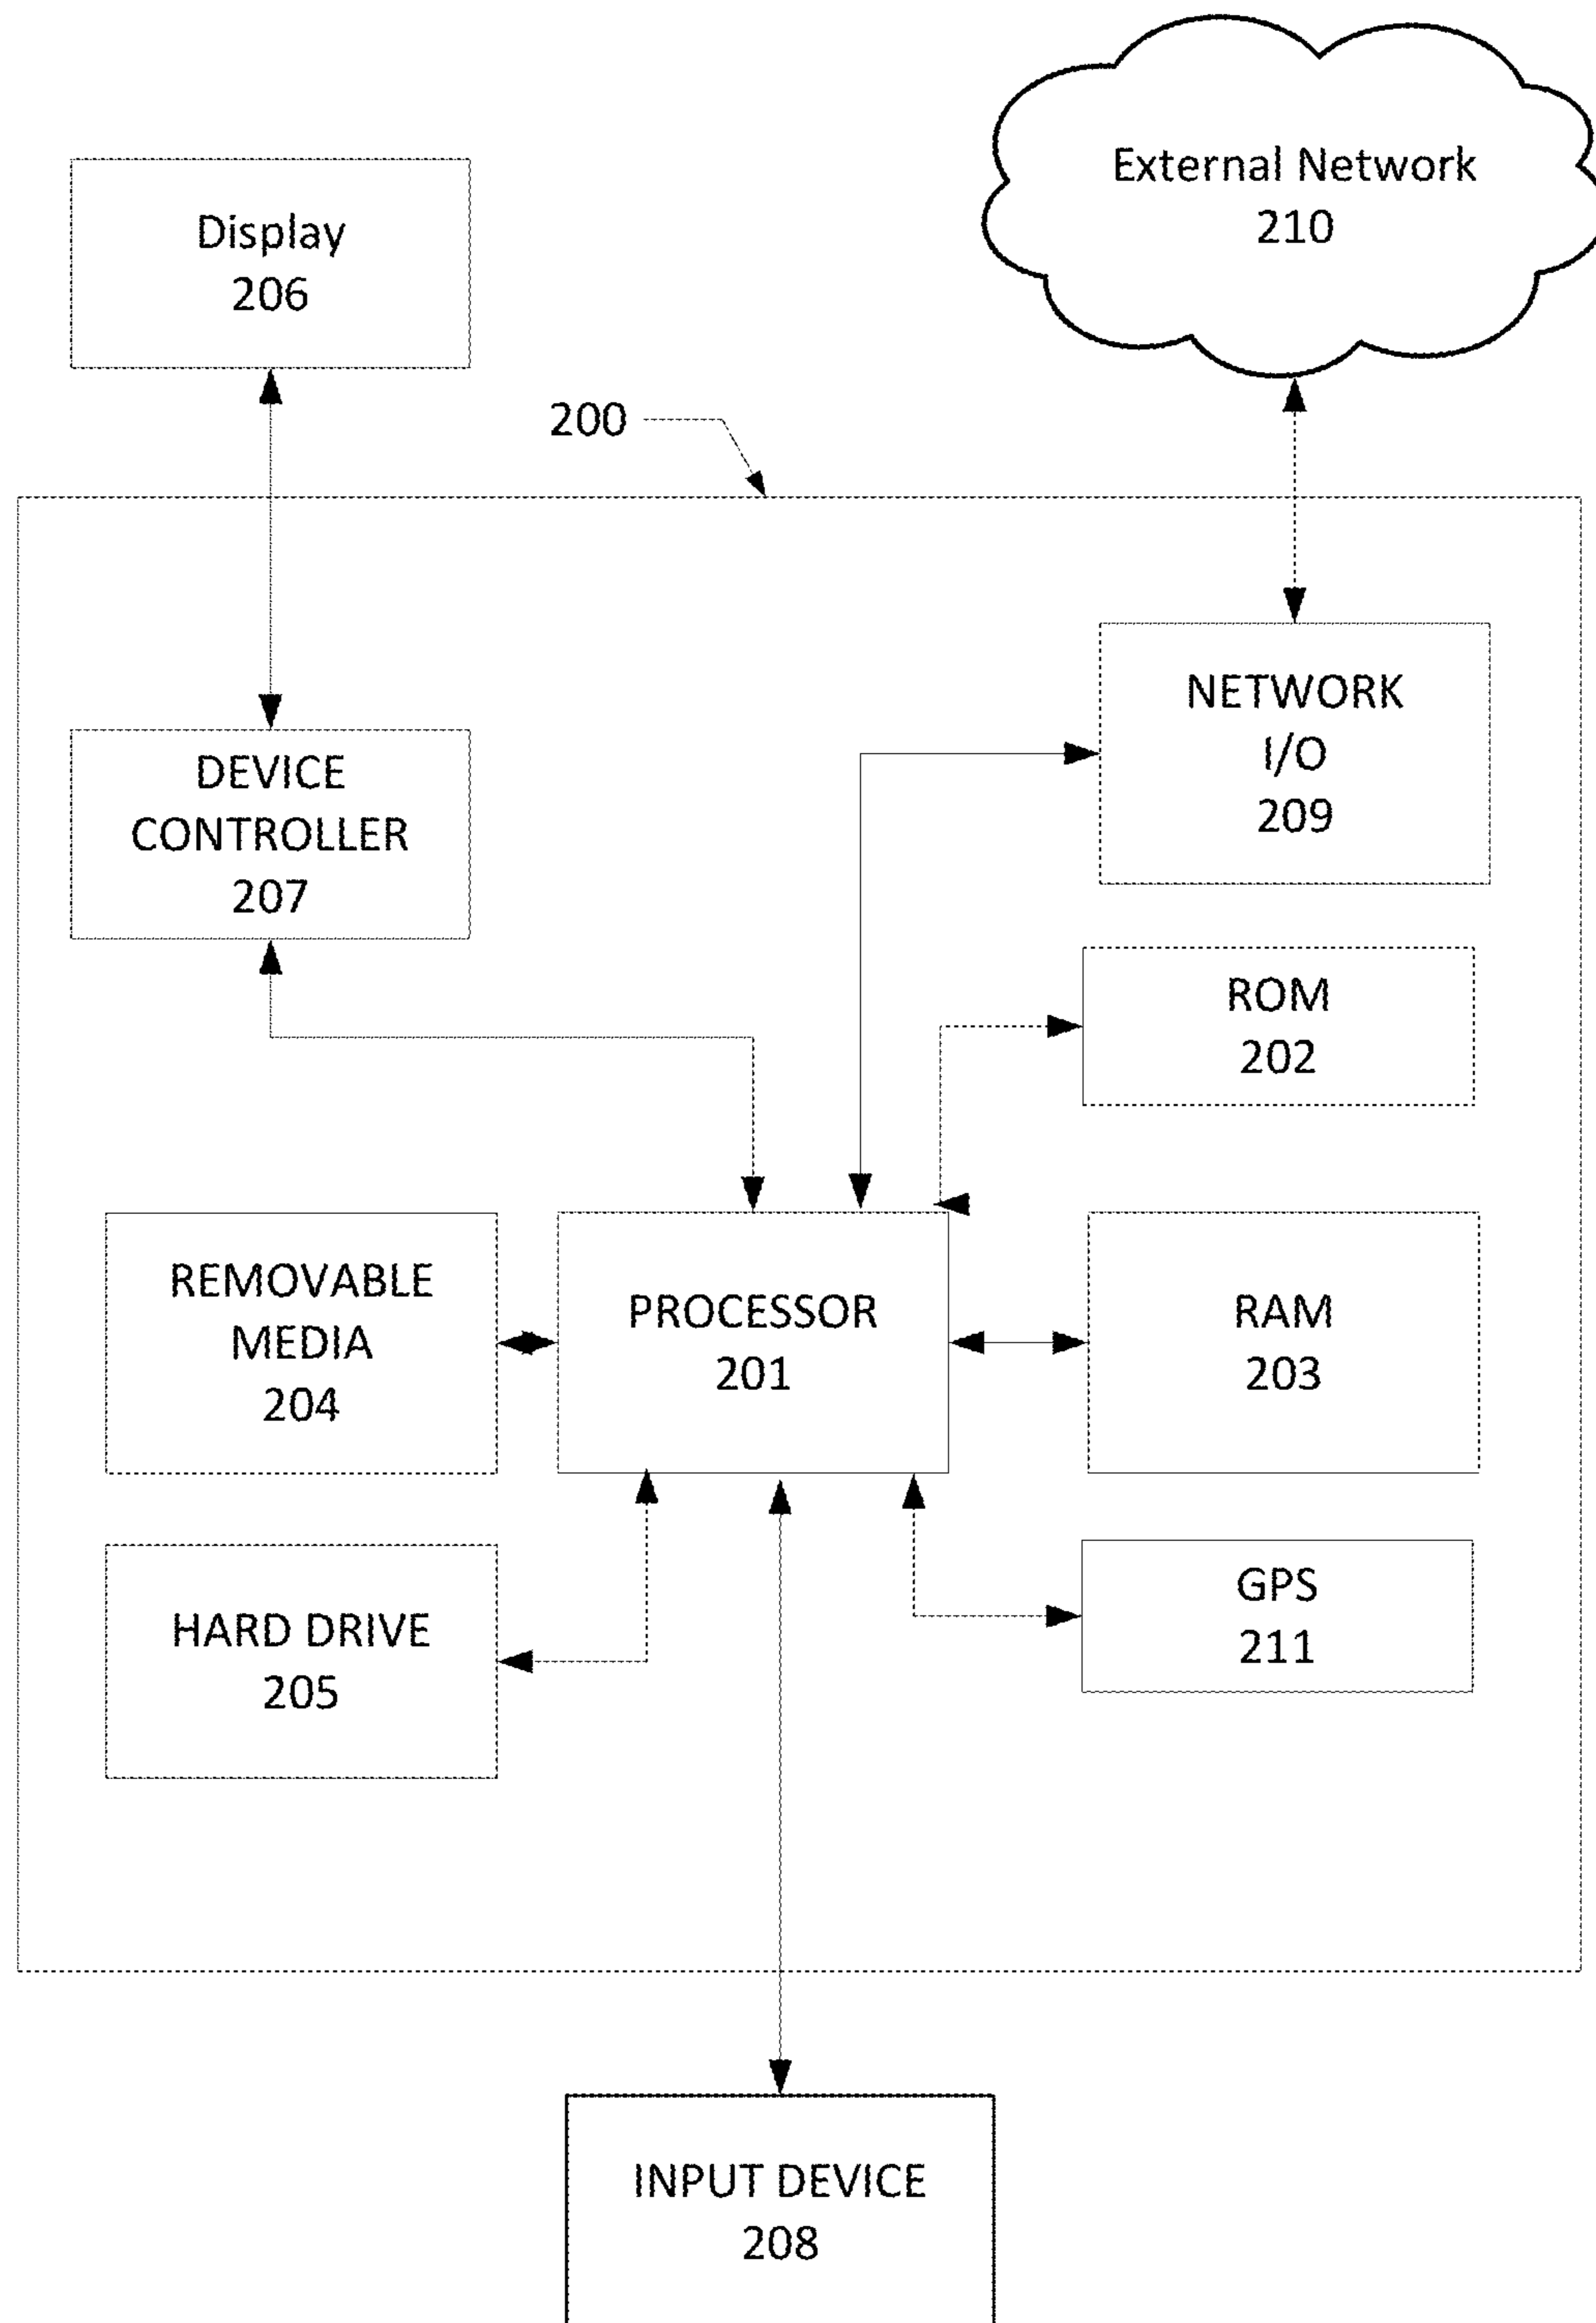 External Network
210
Display
206
200
NETWORK
I/O
209
DEVICE
CONTROLLER
207
ROM
202
REMOVABLE
MEDIA
204
PROCESSOR
201
RAM
203
HARD DRIVE
205
GPS
211
INPUT DEVICE
208